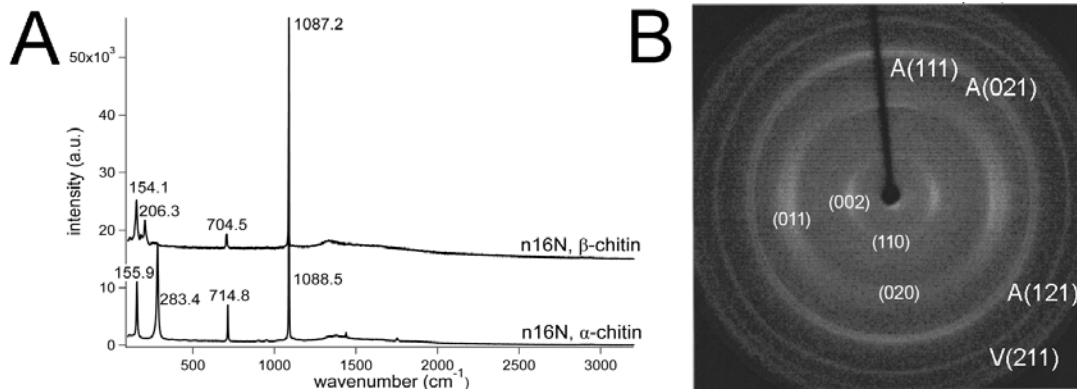 A
B
50x10³
40
30
20
10
0
intensity (a.u.)
1087.2
154.1
206.3
704.5
n16N, β-chitin
155.9
283.4
714.8
1088.5
n16N, α-chitin
500
1000
1500
2000
2500
3000
wavenumber (cm⁻¹)
A(111)
A(021)
(002)
(011)
(110)
(020)
A(121)
V(211)